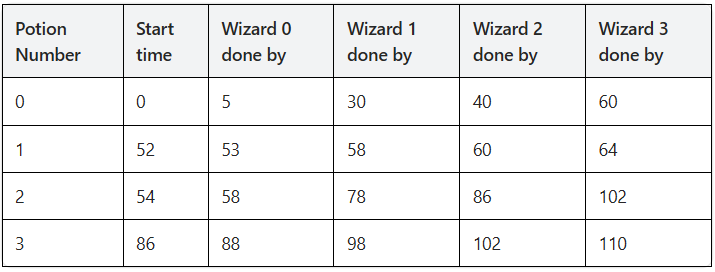 Potion Number Start time Wizard 0 done by Wizard 1 done by Wizard 2 done by Wizard 3 done by
0 0 5 30 40 60
1 52 53 58 60 64
2 54 58 78 86 102
3 86 88 98 102 110